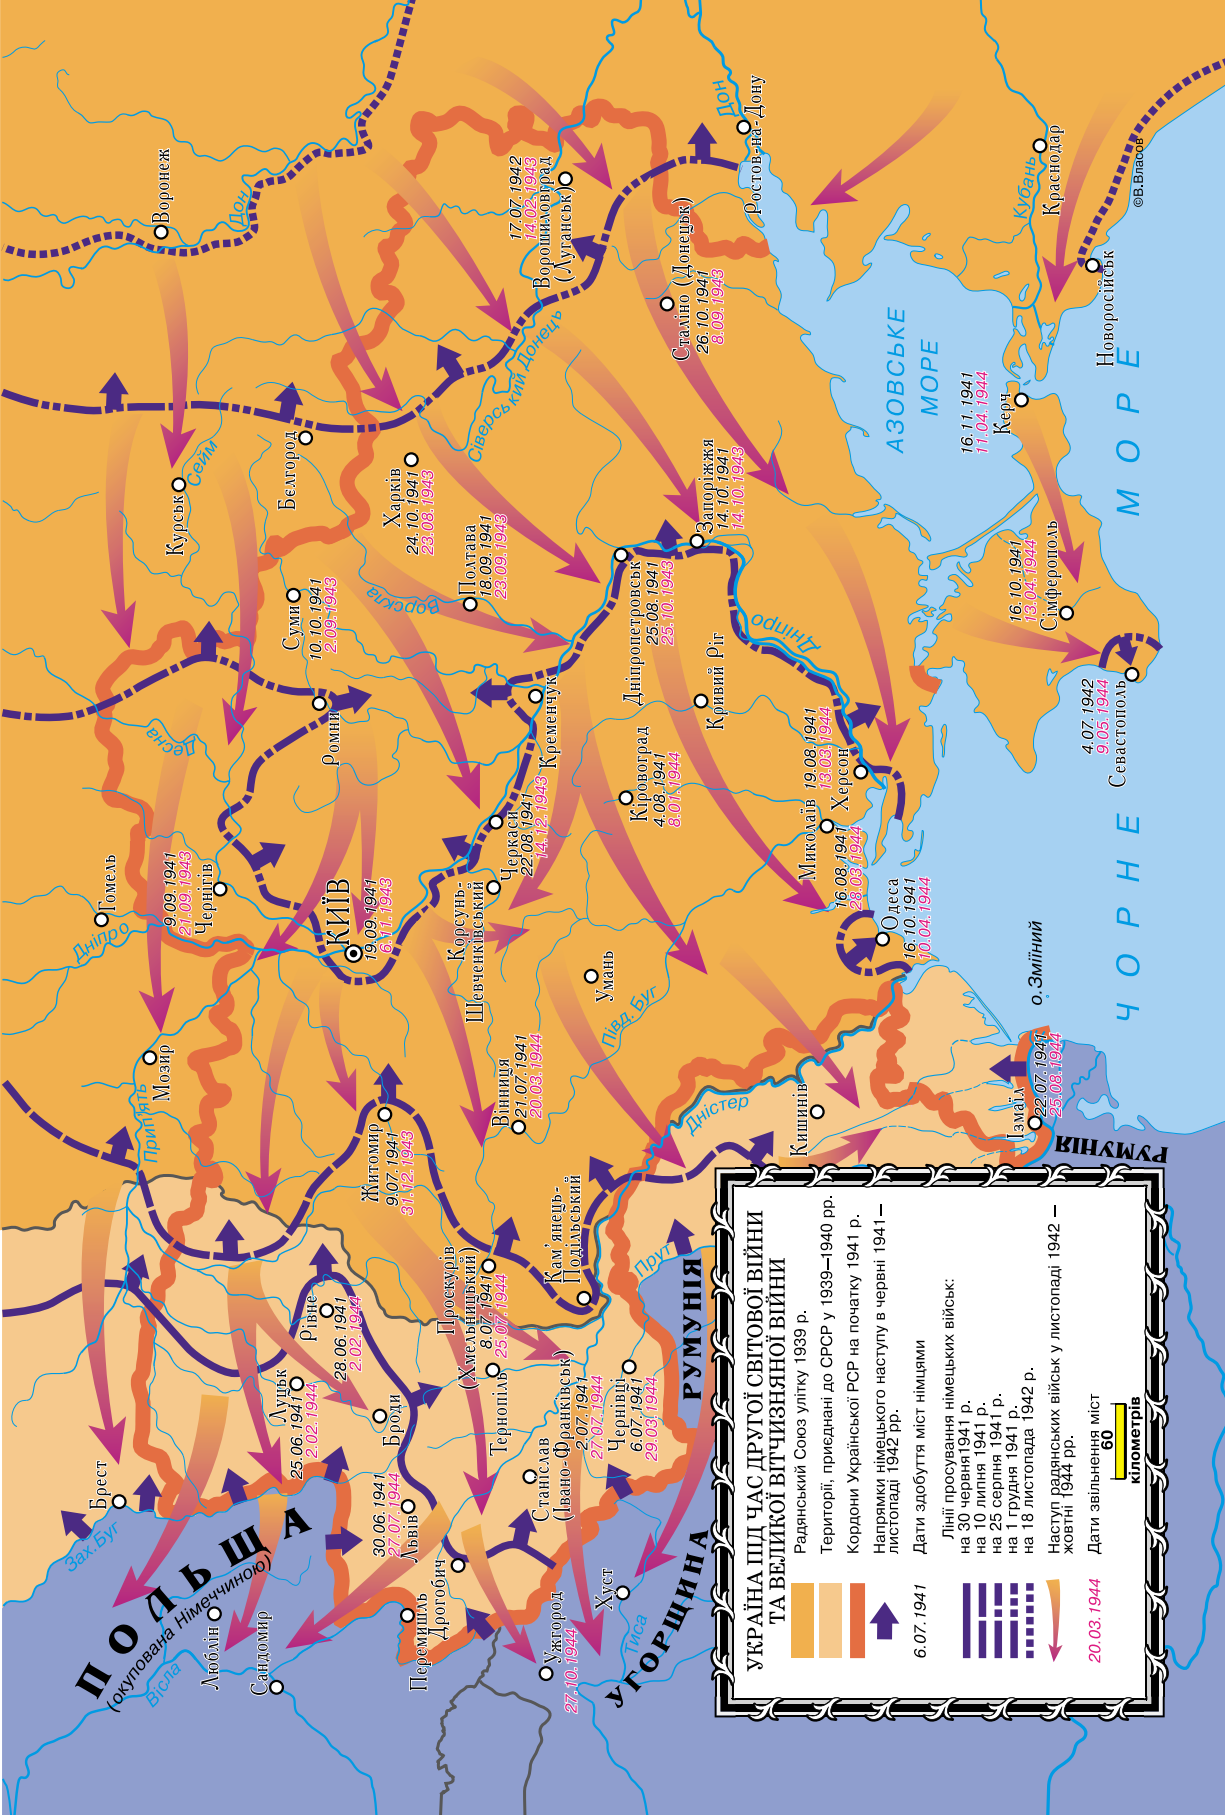 УКРАЇНА ПІД ЧАС ДРУГОЇ СВІТОВОЇ ВІЙНИ
ТА ВЕЛИКОЇ ВІТЧИЗНЯНОЇ ВІЙНИ
Радянський Союз улітку 1939 р.
Території, приєднані до СРСР у 1939–1940 рр.
Кордони Української РСР на початку 1941 р.
Напрямки німецького наступу в червні 1941 –
листопаді 1942 рр.
6.07.1941
Дати здобуття міст німцями
Лінії просування німецьких військ:
на 30 червня1941 р.
на 10 липня 1941 р.
на 25 серпня 1941 р.
на 1 грудня 1941 р.
на 18 листопада 1942 р.
Наступ радянських військ у листопаді 1942 –
жовтні 1944 рр.
20.03.1944
Дати звільнення міст
60
кілометрів
ПОЛЬЩА
(окупована Німеччиною)
Вісла
Люблін
Сандомир
Зах.Буг
Брест
Перемишль
Дрогобич
30.06.1941
27.07.1944
Львів
Ужгород
27.10.1944
Хуст
Тиса
УГОРЩИНА
Броди
Луцьк
25.06.1941
2.02.1944
Рівне
28.06.1941
2.02.1944
Тернопіль
Станіслав
(Івано-Франківськ)
2.07.1941
27.07.1944
Чернівці
6.07.1941
29.03.1944
Проскурів
(Хмельницький)
8.07.1941
25.07.1944
Кам'янець-
Подільський
Прут
РУМУНІЯ
Прип'ять
Мозир
Житомир
9.07.1941
31.12.1943
Вінниця
21.07.1941
20.03.1944
Дністер
Кишинів
Ізмаїл
22.07.1941
25.08.1944
РУМУНІЯ
о.Зміїний
Гомель
Дніпро
9.09.1941
21.09.1943
Чернігів
КИЇВ
19.09.1941
6.11.1943
Корсунь-
Шевченківський
Черкаси
22.08.1941
14.12.1943
Умань
Півд. Буг
Одеса
16.10.1941
10.04.1944
Миколаїв
16.08.1941
28.03.1944
Херсон
19.08.1941
13.03.1944
Кіровоград
4.08.1941
8.01.1944
Кривий Ріг
Кременчук
Десна
Ромни
Суми
10.10.1941
2.09.1943
Ворскла
Полтава
18.09.1941
23.09.1943
Дніпропетровськ
25.08.1941
25.10.1943
Дніпро
Запоріжжя
14.10.1941
14.10.1943
Курськ
Сейм
Бєлгород
Харків
24.10.1941
23.08.1943
Сіверський Донець
Воронеж
Дон
17.07.1942
14.02.1943
Ворошиловград
(Луганськ)
Сталіно (Донецьк)
26.10.1941
8.09.1943
Дон
Ростов-на-Дону
АЗОВСЬКЕ
МОРЕ
16.11.1941
11.04.1944
Керч
16.10.1941
13.04.1944
Сімферополь
4.07.1942
9.05.1944
Севастополь
Кубань
Краснодар
Новоросійськ
ЧОРНЕ МОРЕ
©В.Власов